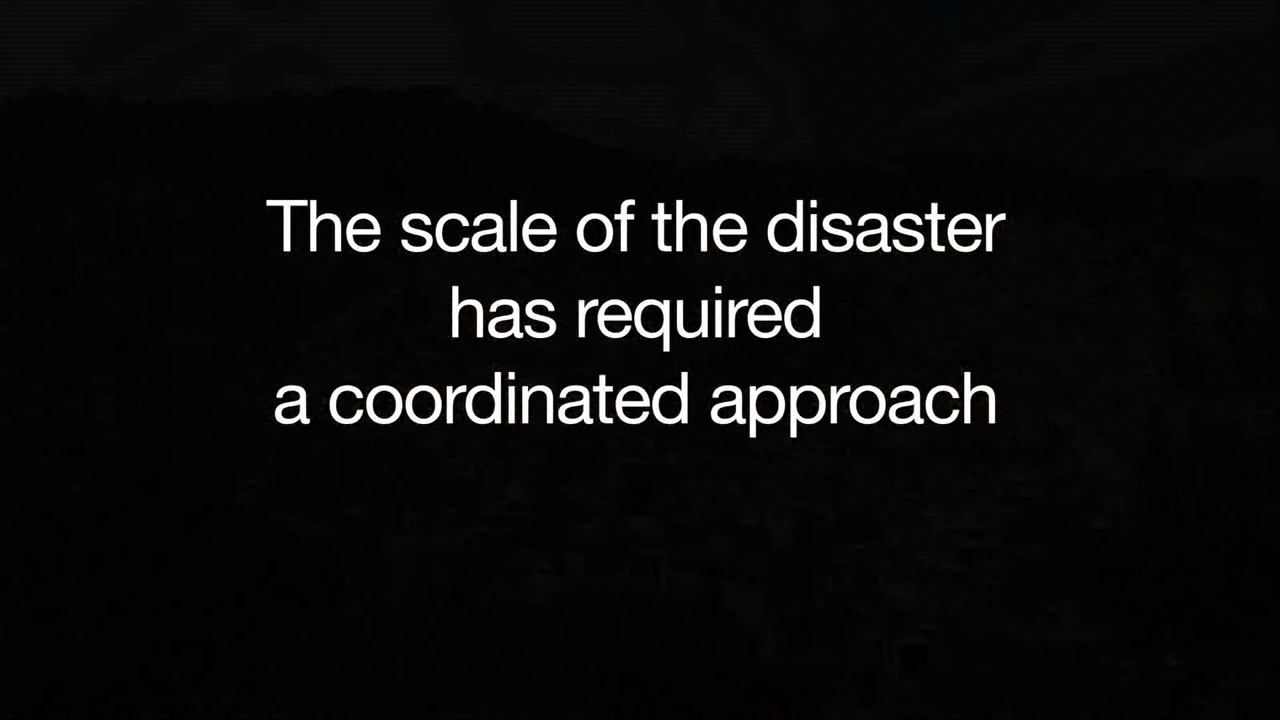 The scale of the disaster
has required
a coordinated approach